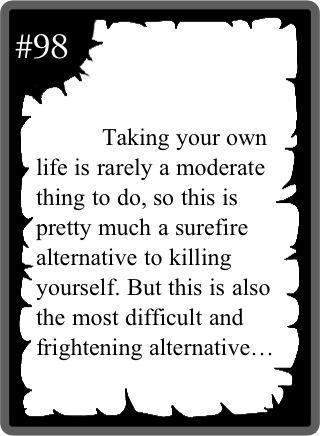 #98
Taking your own
life is rarely a moderate
thing to do, so this is
pretty much a surefire
alternative to killing
yourself. But this is also
the most difficult and
frightening alternative…